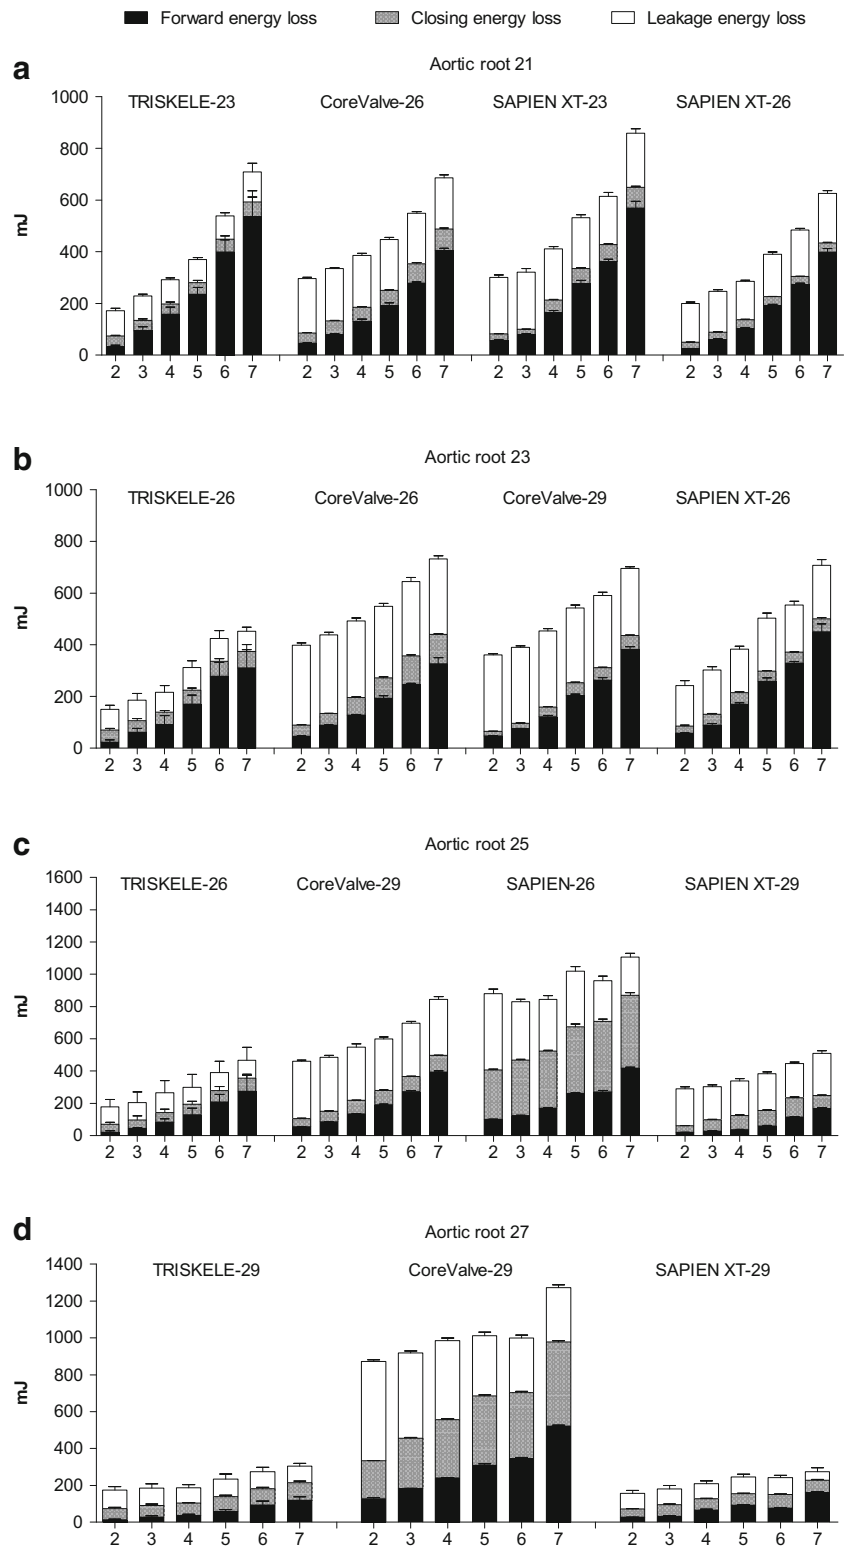 Forward energy loss Closing energy loss Leakage energy loss
a
Aortic root 21
TRISKELE-23 CoreValve-26 SAPIEN XT-23 SAPIEN XT-26
1000
800
600
400
200
0
mJ
2 3 4 5 6 7 2 3 4 5 6 7 2 3 4 5 6 7 2 3 4 5 6 7
b
Aortic root 23
TRISKELE-26 CoreValve-26 CoreValve-29 SAPIEN XT-26
1000
800
600
400
200
0
mJ
2 3 4 5 6 7 2 3 4 5 6 7 2 3 4 5 6 7 2 3 4 5 6 7
c
Aortic root 25
TRISKELE-26 CoreValve-29 SAPIEN-26 SAPIEN XT-29
1600
1400
1200
1000
800
600
400
200
0
mJ
2 3 4 5 6 7 2 3 4 5 6 7 2 3 4 5 6 7 2 3 4 5 6 7
d
Aortic root 27
TRISKELE-29 CoreValve-29 SAPIEN XT-29
1400
1200
1000
800
600
400
200
0
mJ
2 3 4 5 6 7 2 3 4 5 6 7 2 3 4 5 6 7